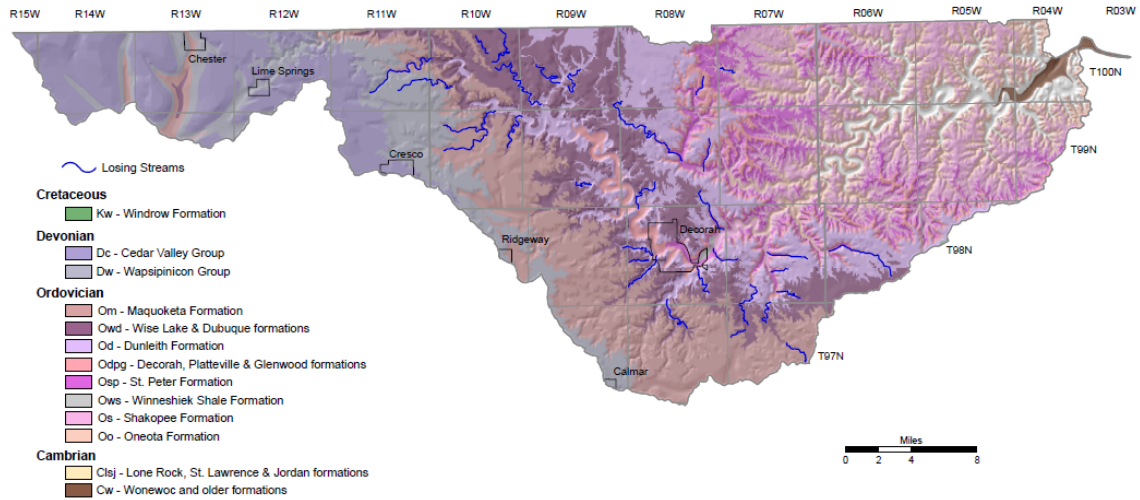 R15W R14W R13W R12W R11W R10W R09W R08W R07W R06W R05W R04W R03W
Chester
Lime Springs
T100N
T99N
Cresco
Losing Streams
Cretaceous
Kw - Windrow Formation
Decorah
Ridgeway
T98N
Devonian
Dc - Cedar Valley Group
Dw - Wapsipinicon Group
Ordovician
Om - Maquoketa Formation
Owd - Wise Lake & Dubuque formations
Od - Dunleith Formation
T97N
Odpg - Decorah, Platteville & Glenwood formations
Calmar
Osp - St. Peter Formation
Ows - Winneshiek Shale Formation
Os - Shakopee Formation
Oo - Oneota Formation
Cambrian
Clsj - Lone Rock, St. Lawrence & Jordan formations
Cw - Wonewoc and older formations
Miles
0 2 4 8